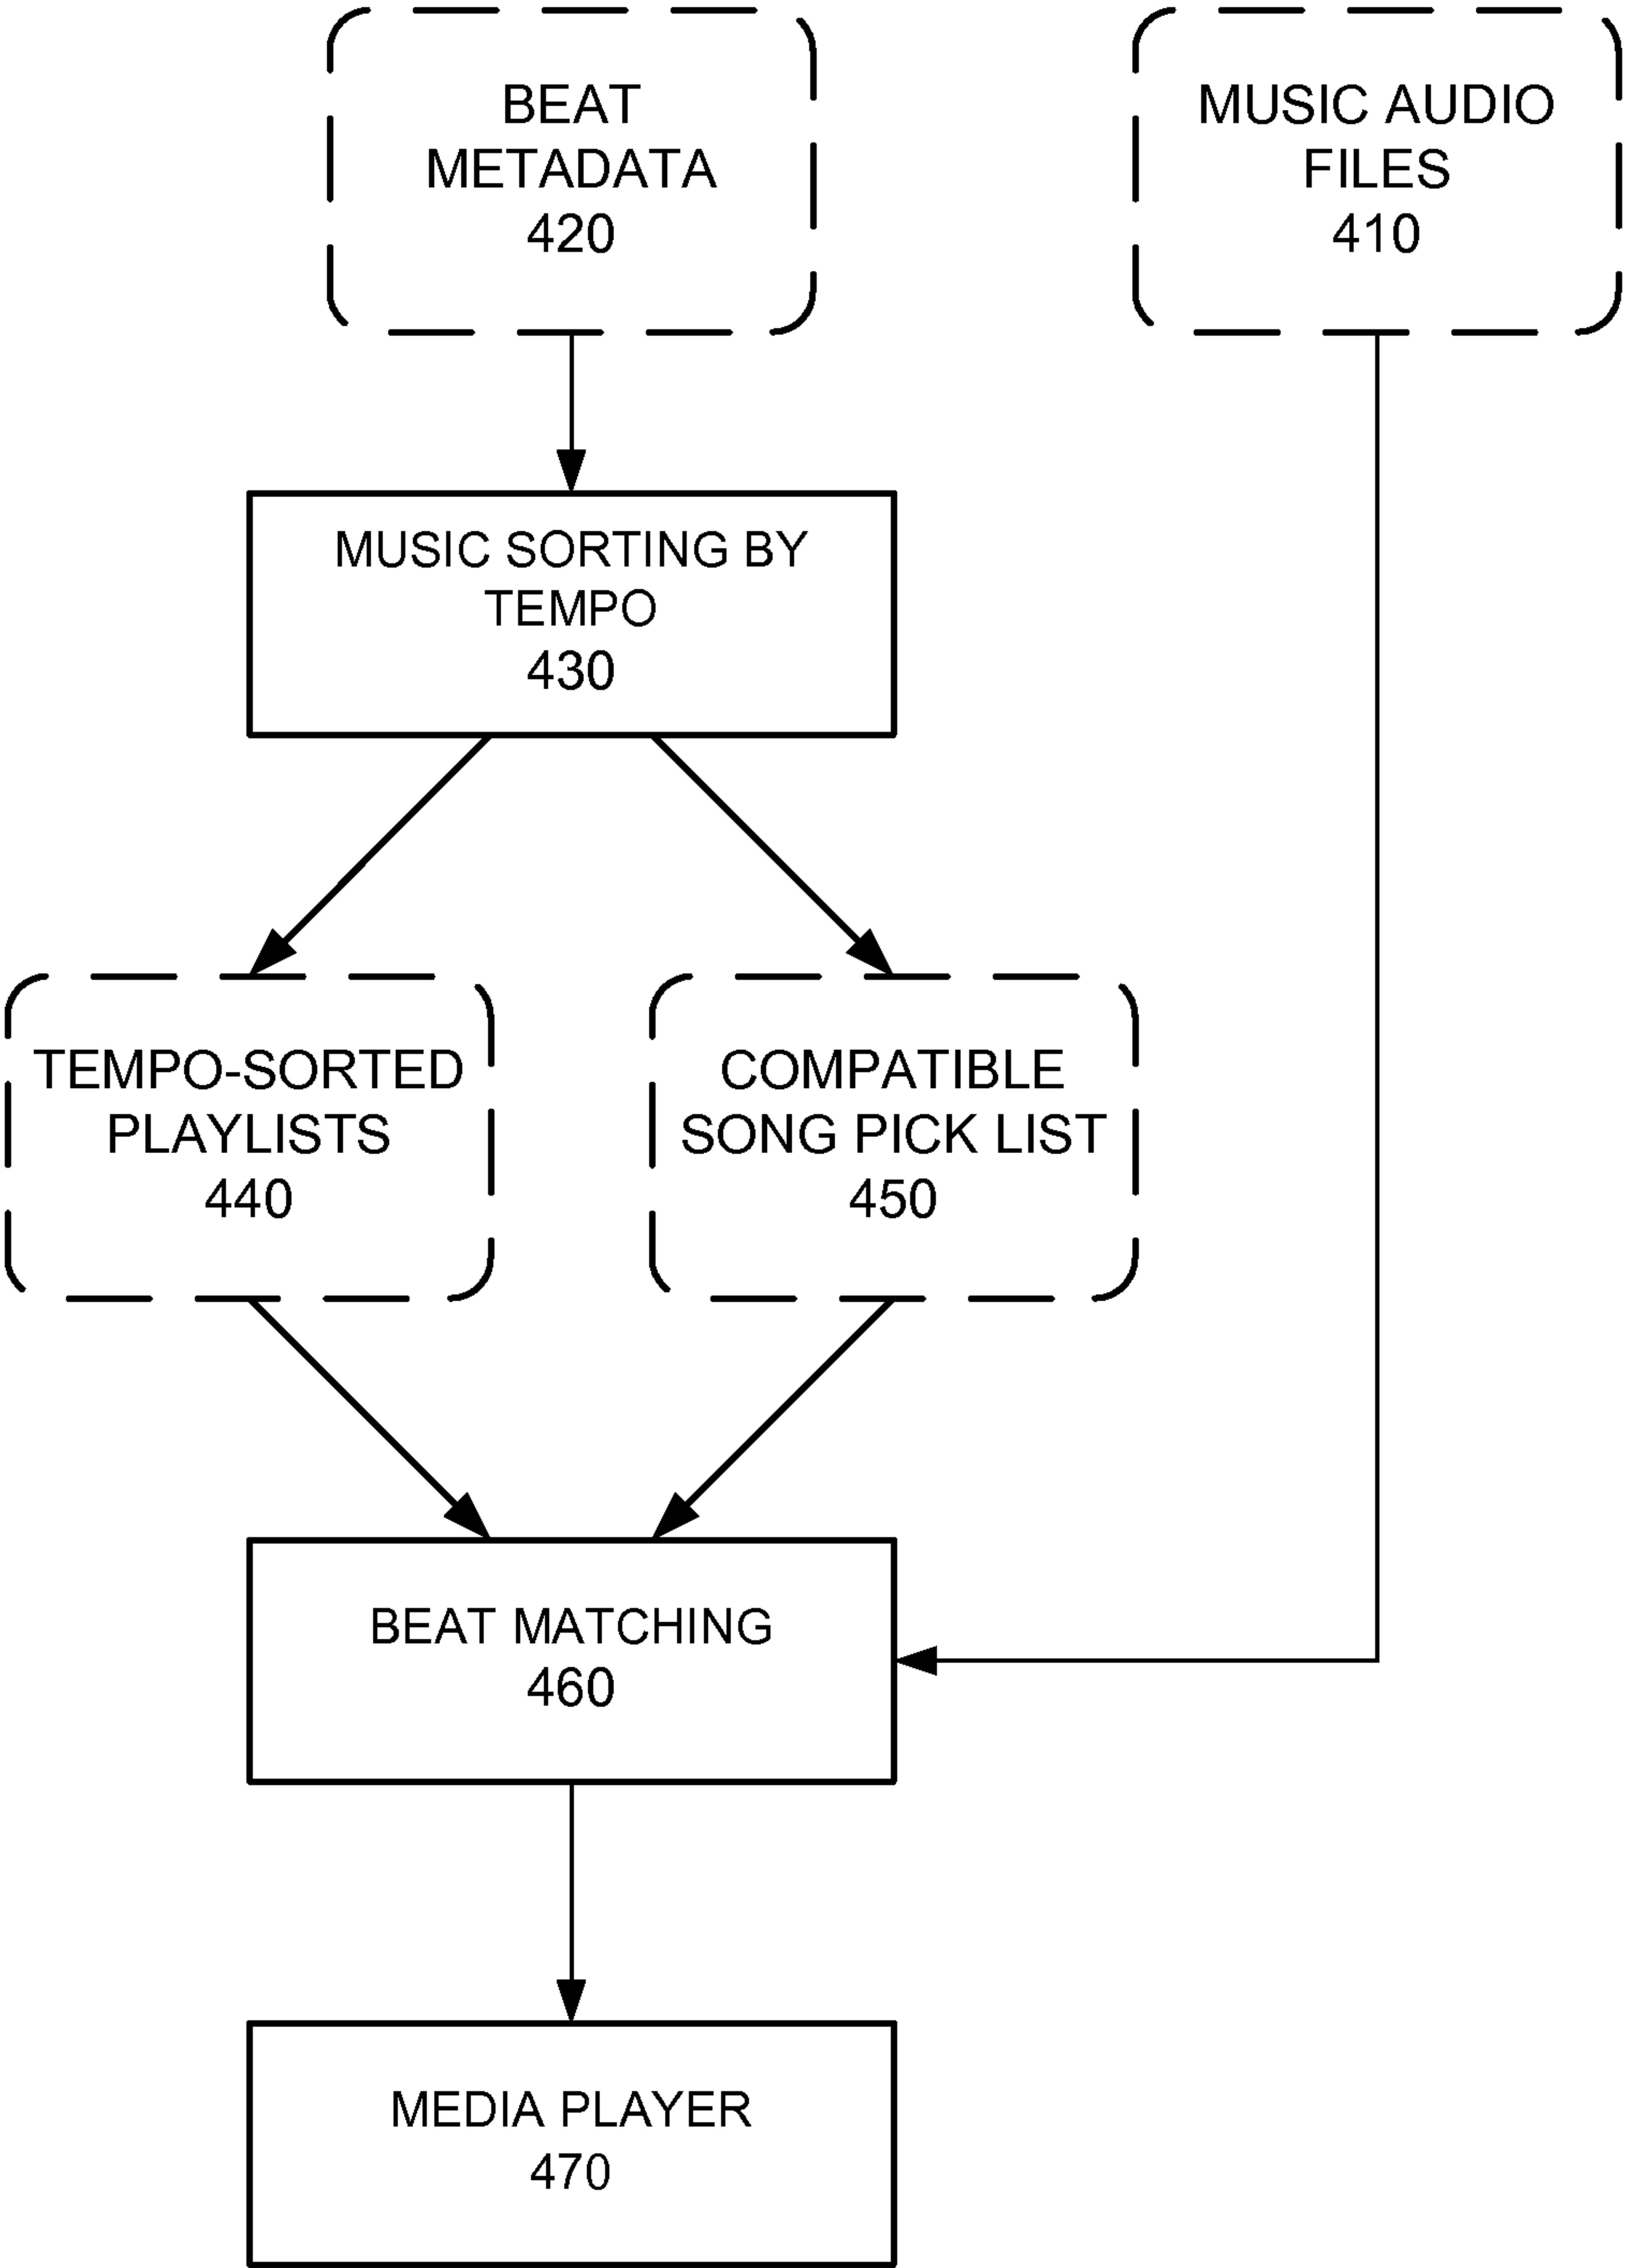 BEAT
METADATA
420
MUSIC AUDIO
FILES
410
MUSIC SORTING BY
TEMPO
430
TEMPO-SORTED
PLAYLISTS
440
COMPATIBLE
SONG PICK LIST
450
BEAT MATCHING
460
MEDIA PLAYER
470